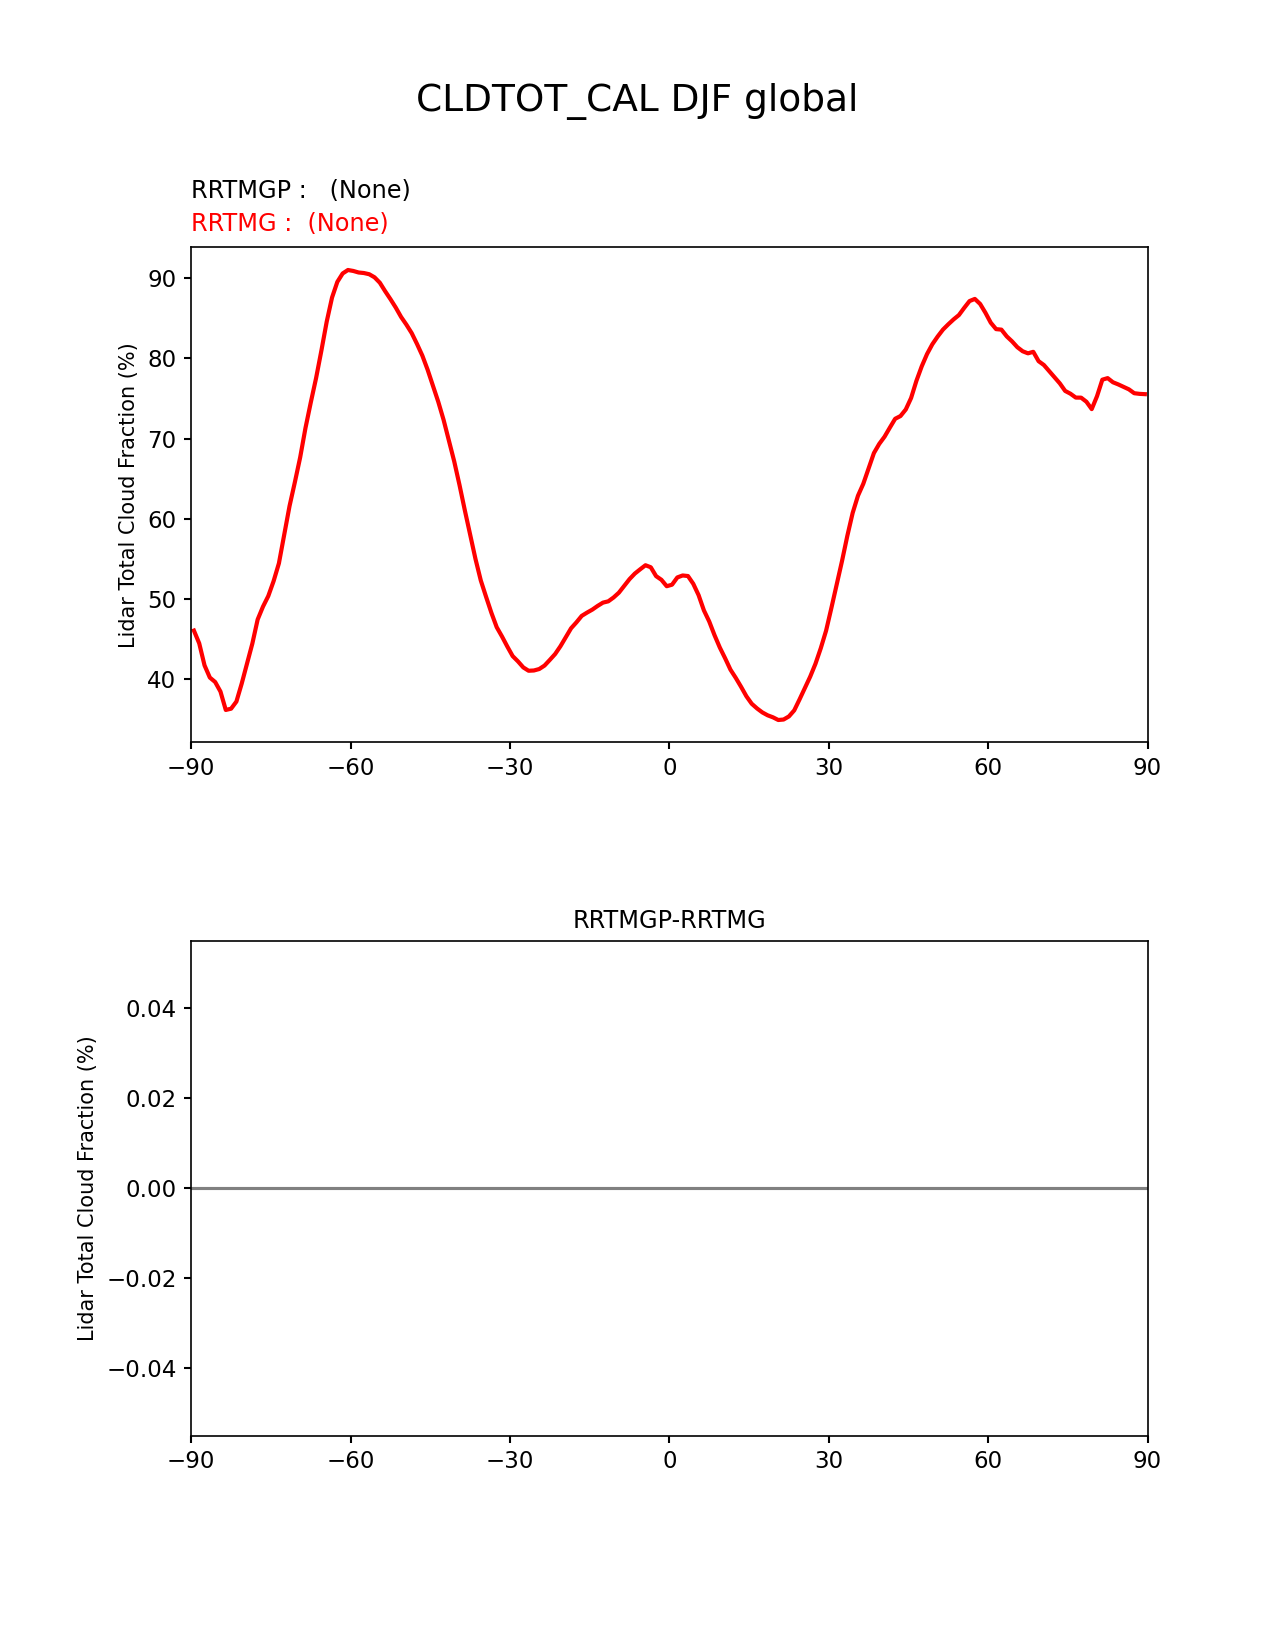 CLDTOT_CAL DJF global
RRTMGP :   (None)
RRTMG :  (None)
Lidar Total Cloud Fraction (%)
90
80
70
60
50
40
−90 −60 −30 0 30 60 90
RRTMGP-RRTMG
Lidar Total Cloud Fraction (%)
0.04
0.02
0.00
−0.02
−0.04
−90 −60 −30 0 30 60 90